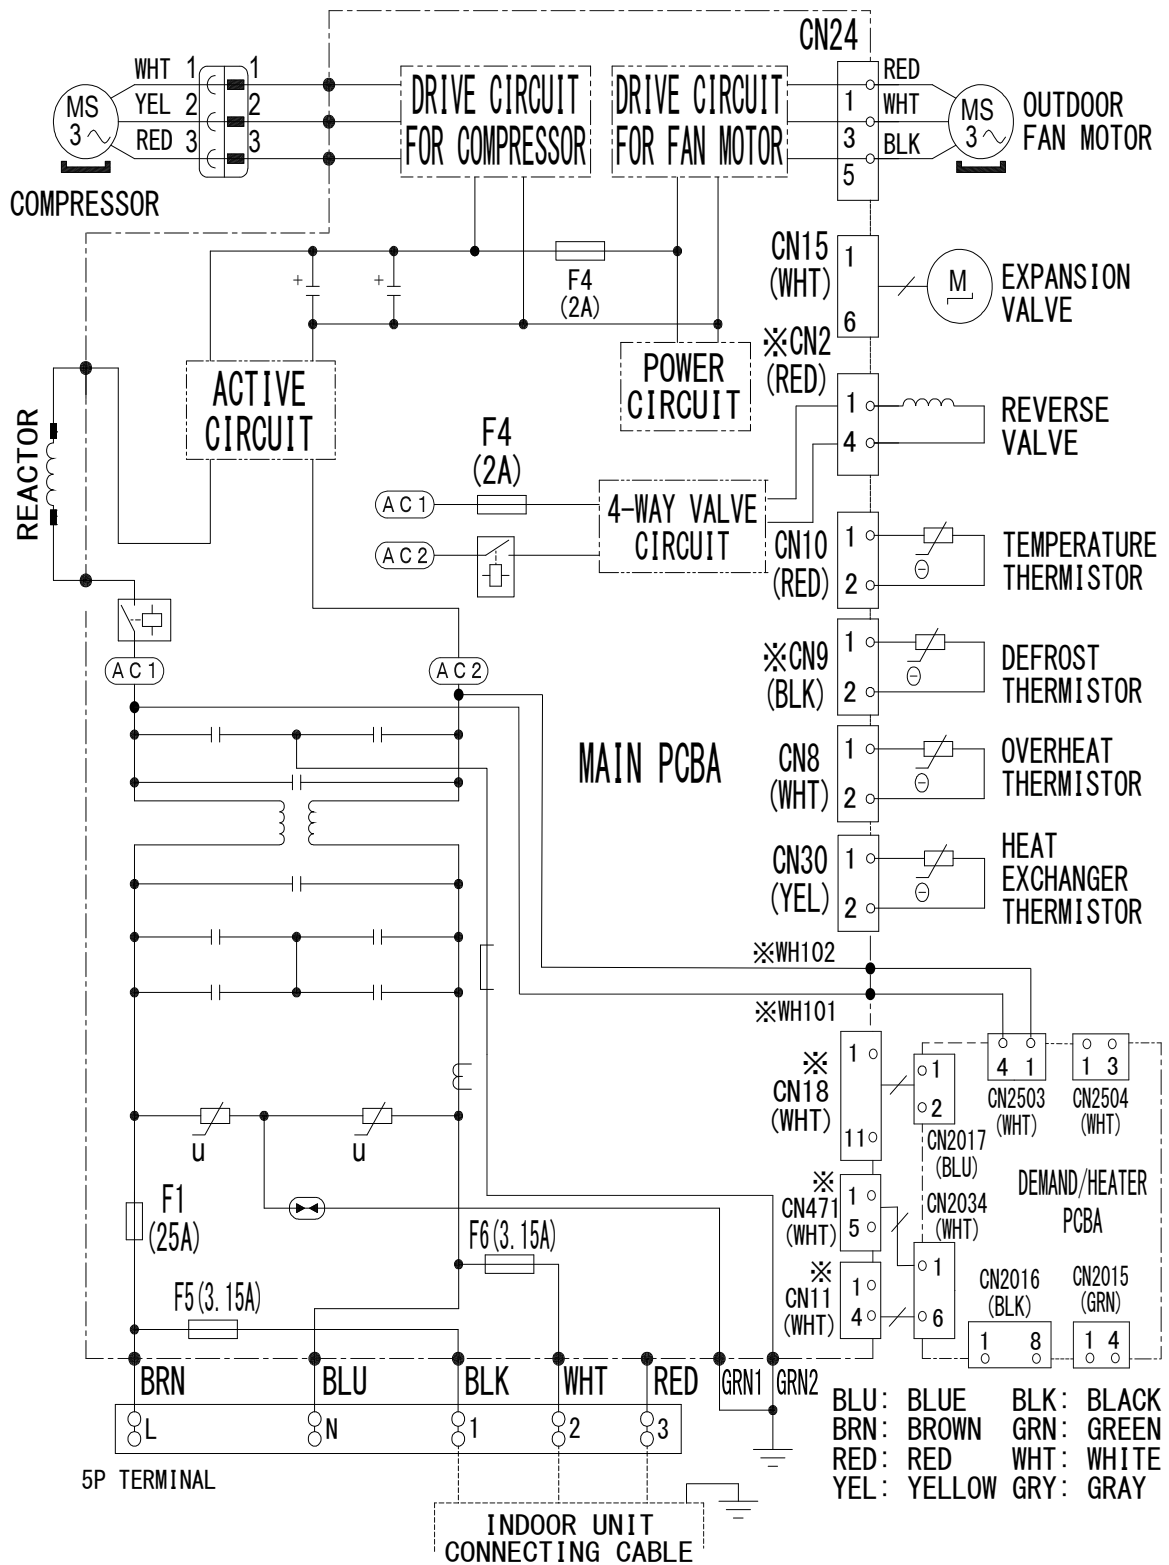 CN24
WHT 1 1
YEL 2 2
RED 3 3
MS
3
COMPRESSOR
DRIVE CIRCUIT
FOR COMPRESSOR
DRIVE CIRCUIT
FOR FAN MOTOR
1
3
5
RED
WHT
BLK
MS
3
OUTDOOR
FAN MOTOR
+
+
F4
(2A)
CN15
(WHT)
1
6
M
EXPANSION
VALVE
ACTIVE
CIRCUIT
POWER
CIRCUIT
※CN2
(RED)
1
4
REVERSE
VALVE
REACTOR
F4
(2A)
AC1
AC2
4-WAY VALVE
CIRCUIT
CN10
(RED)
1
2
TEMPERATURE
THERMISTOR
AC1
AC2
※CN9
(BLK)
1
2
DEFROST
THERMISTOR
MAIN PCBA
CN8
(WHT)
1
2
OVERHEAT
THERMISTOR
CN30
(YEL)
1
2
HEAT
EXCHANGER
THERMISTOR
※WH102
※WH101
※
CN18
(WHT)
1
11
1
2
CN2017
(BLU)
4 1
CN2503
(WHT)
1 3
CN2504
(WHT)
DEMAND/HEATER
PCBA
u
u
※
CN471
(WHT)
1
5
CN2034
(WHT)
1
6
※
CN11
(WHT)
1
4
CN2016
(BLK)
1 8
CN2015
(GRN)
1 4
F1
(25A)
F6(3.15A)
F5(3.15A)
BRN
BLU
BLK
WHT
RED
GRN1
GRN2
L
N
1
2
3
5P TERMINAL
INDOOR UNIT
CONNECTING CABLE
BLU: BLUE BLK: BLACK
BRN: BROWN GRN: GREEN
RED: RED WHT: WHITE
YEL: YELLOW GRY: GRAY